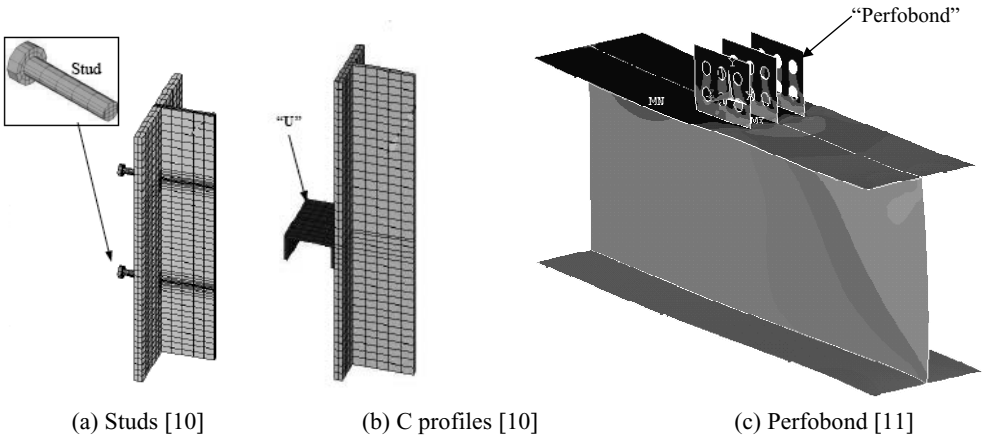 “Perfobond”
Stud
“U”
MN
MX
(a) Studs [10]
(b) C profiles [10]
(c) Perfobond [11]